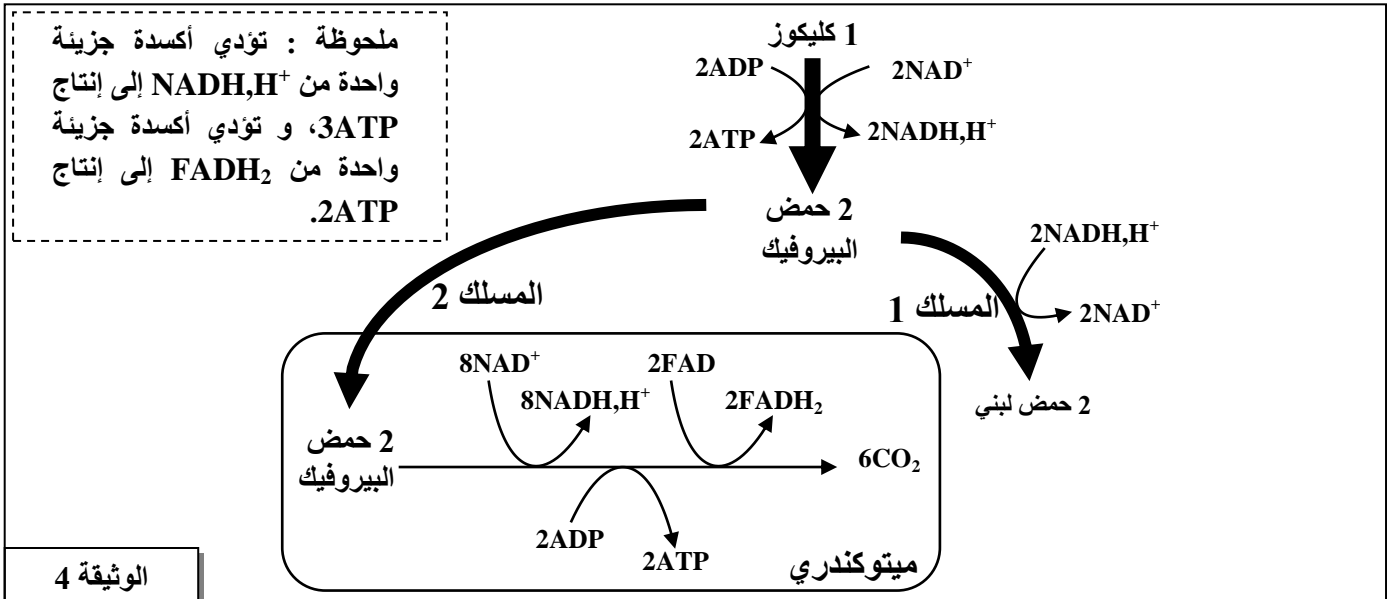 ملحوظة : تؤدي أكسدة جزيئة
واحدة من NADH,H⁺ إلى إنتاج
3ATP، و تؤدي أكسدة جزيئة
واحدة من FADH₂ إلى إنتاج
2ATP.
1 كليكوز
2ADP
2NAD⁺
2ATP
2NADH,H⁺
2 حمض
البيروفيك
2NADH,H⁺
2NAD⁺
المسلك 1
2 حمض لبني
المسلك 2
8NAD⁺
2FAD
8NADH,H⁺
2FADH₂
2 حمض
البيروفيك
6CO₂
2ADP
2ATP
ميتوكندري
الوثيقة 4